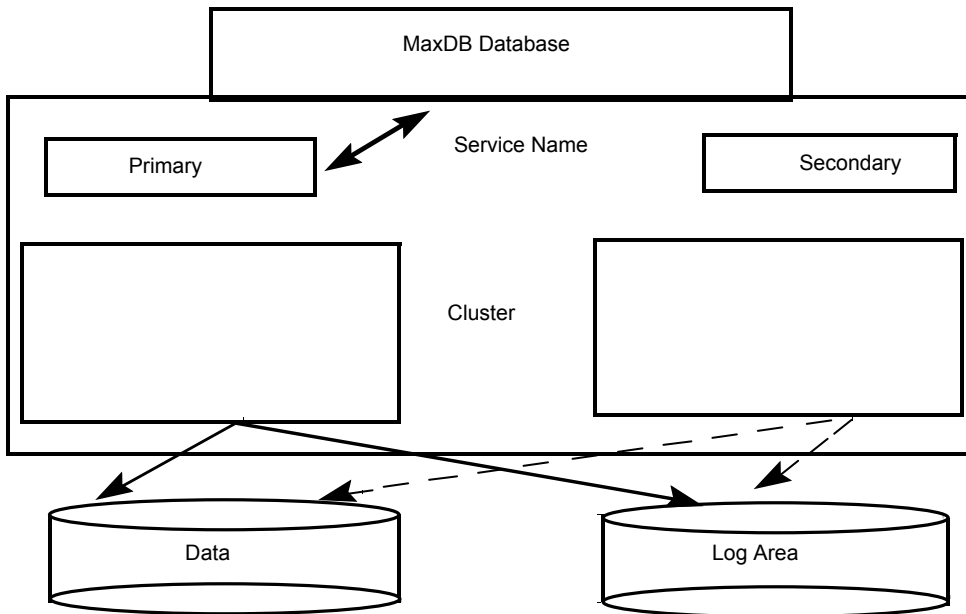 MaxDB Database
Service Name
Primary
Secondary
Cluster
Data
Log Area